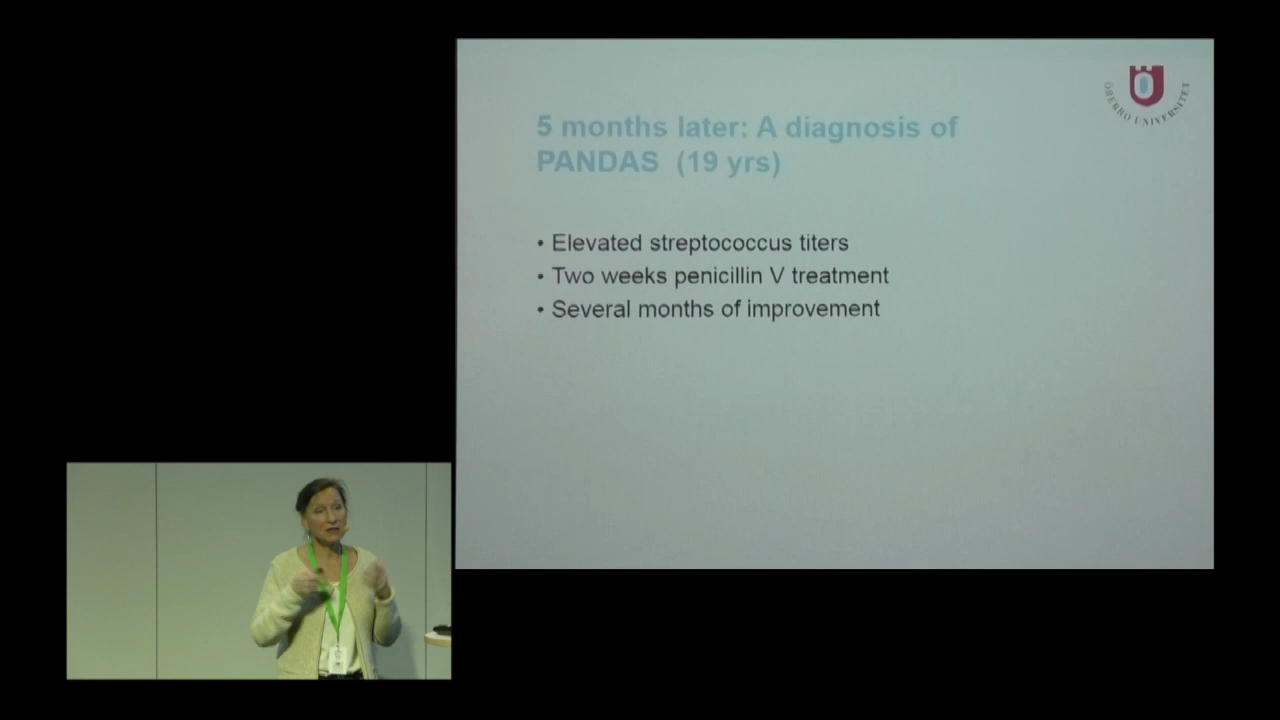 5 months later: A diagnosis of
PANDAS (19 yrs)
• Elevated streptococcus titers
• Two weeks penicillin V treatment
• Several months of improvement
ÖREBRO UNIVERSITET